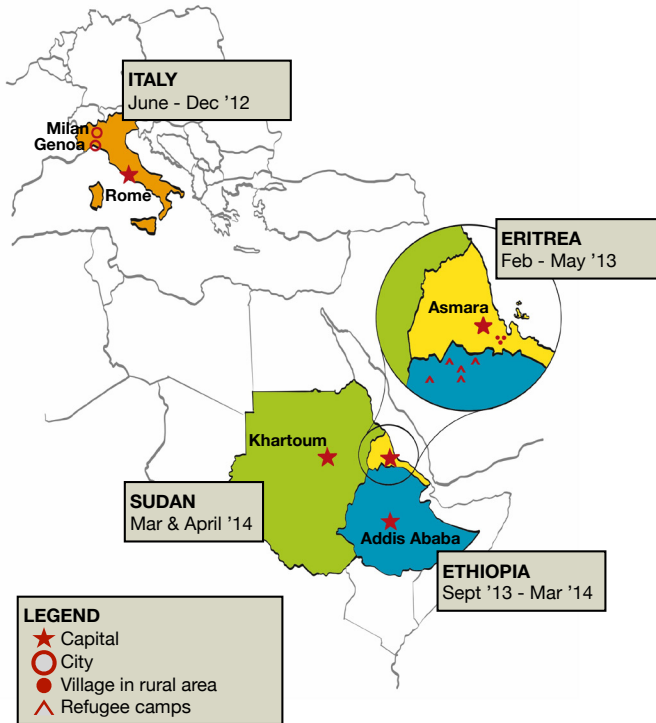 ITALY
June - Dec '12
Milan
Genoa
Rome
ERITREA
Feb - May '13
Asmara
Khartoum
SUDAN
Mar & April '14
Addis Ababa
ETHIOPIA
Sept '13 - Mar '14
LEGEND
Capital
City
Village in rural area
Refugee camps